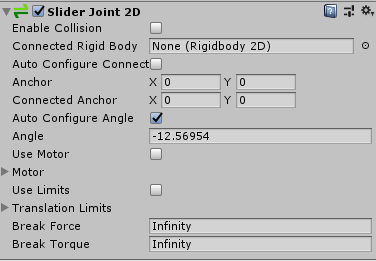 Slider Joint 2D
Enable Collision
Connected Rigid Body None (Rigidbody 2D)
Auto Configure Connect
Anchor X 0 Y 0
Connected Anchor X 0 Y 0
Auto Configure Angle
Angle -12.56954
Use Motor
Motor
Use Limits
Translation Limits
Break Force Infinity
Break Torque Infinity